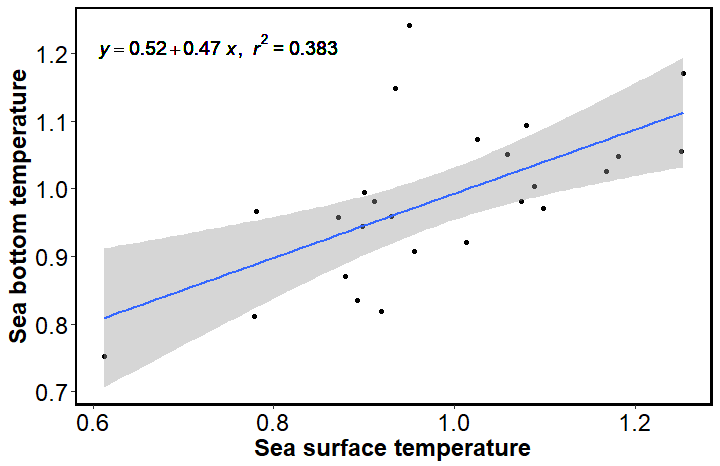 y = 0.52 + 0.47 x, r² = 0.383
1.2
1.1
1.0
0.9
0.8
0.7
Sea bottom temperature
0.6 0.8 1.0 1.2
Sea surface temperature